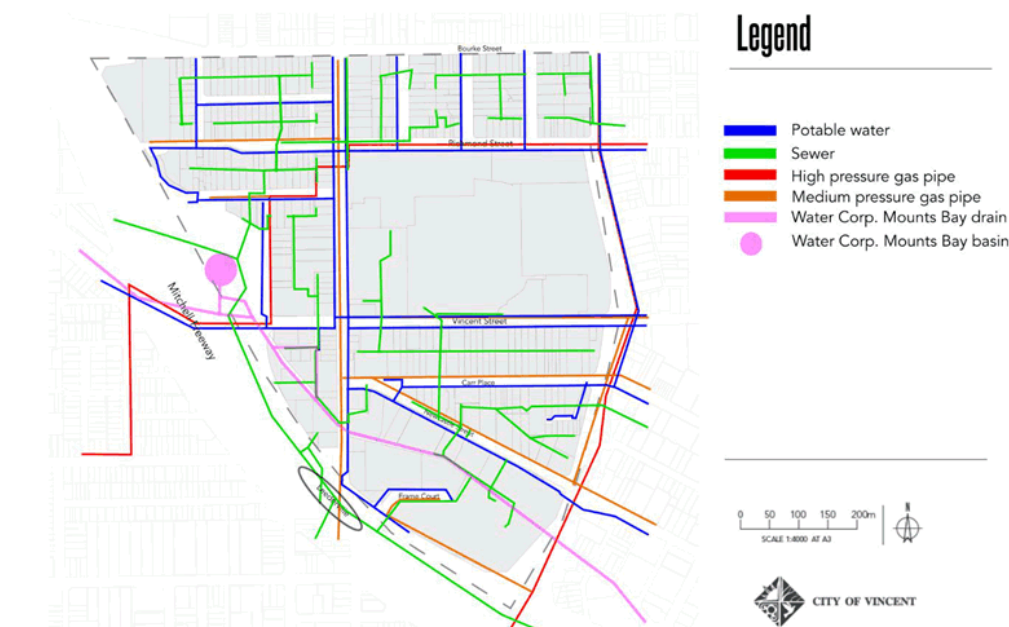 Legend
Bourke Street
Potable water
Richmond Street
Sewer
High pressure gas pipe
Medium pressure gas pipe
Water Corp. Mounts Bay drain
Water Corp. Mounts Bay basin
Mitchell Freeway
Vincent Street
Carr Place
Frame Court
N
0 50 100 150 200m
SCALE 1:4000 AT A3
CITY OF VINCENT